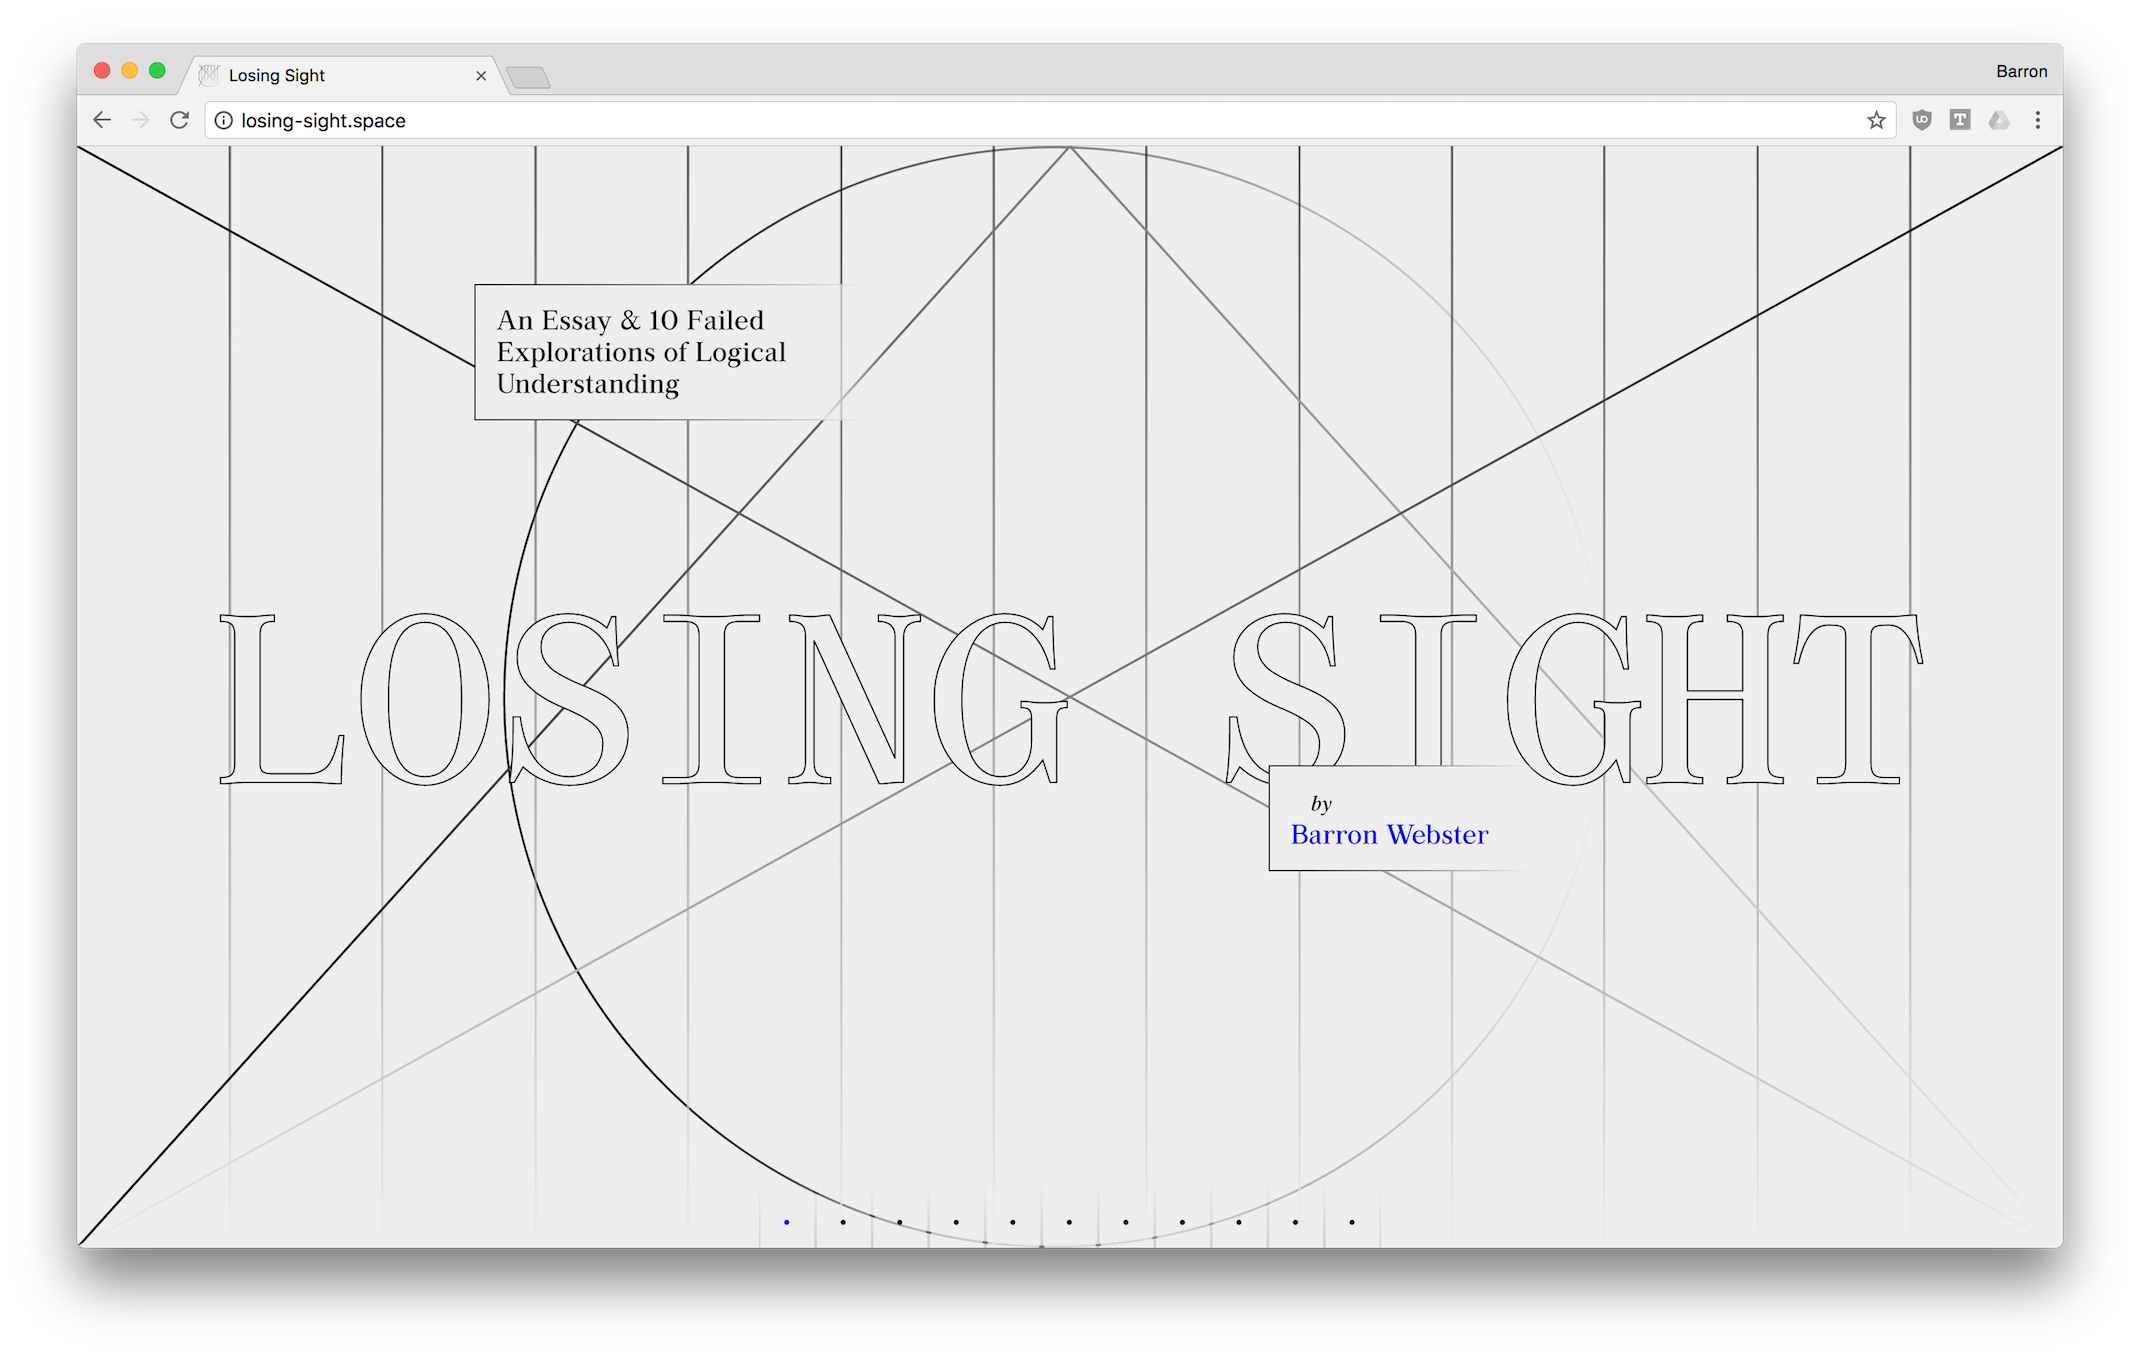 Losing Sight
Barron
losing-sight.space
An Essay & 10 Failed
Explorations of Logical
Understanding
LOSING SIGHT
by
Barron Webster